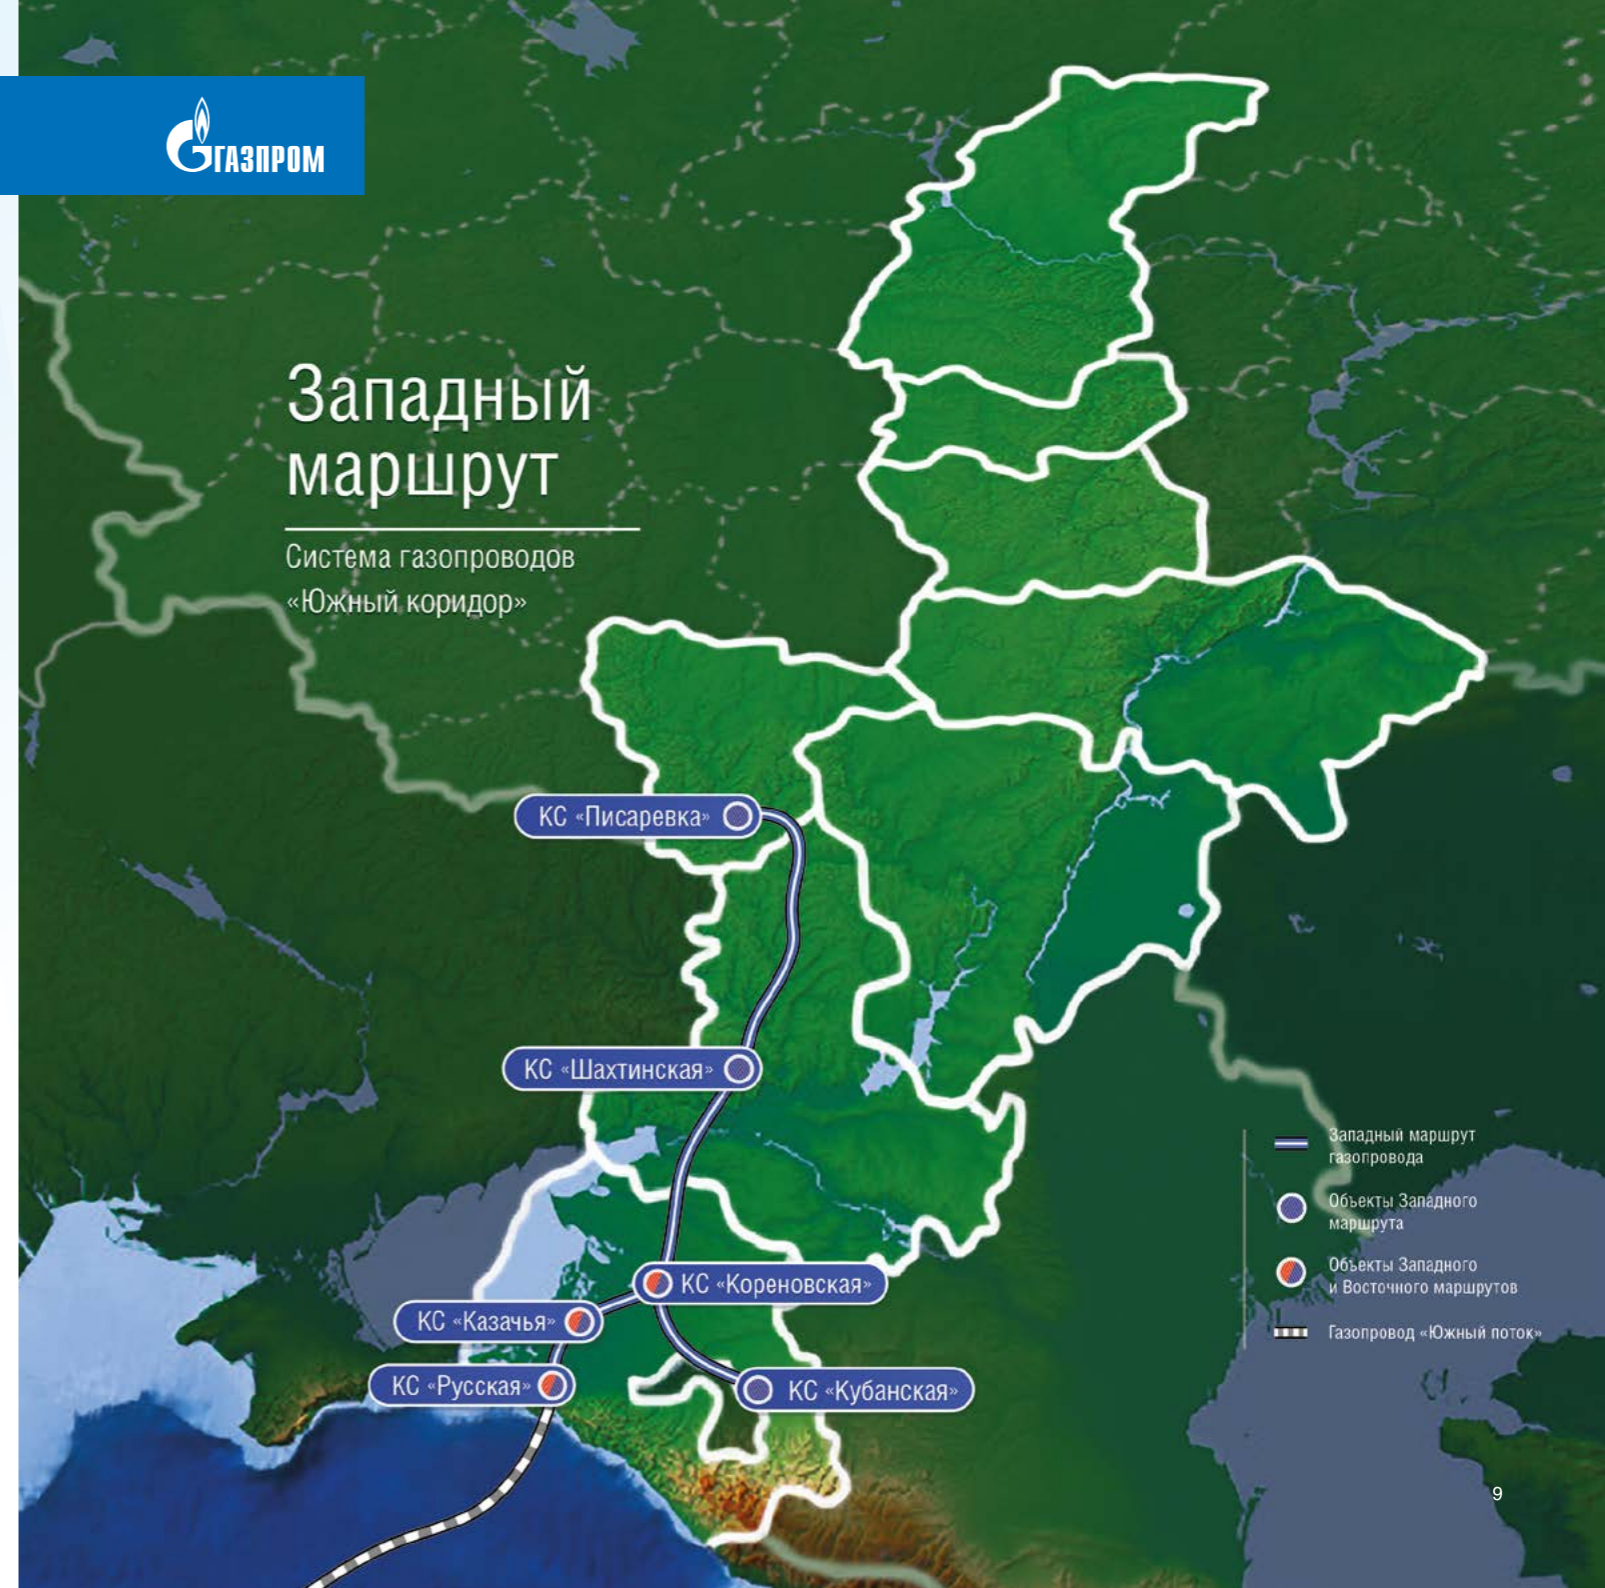 ГАЗПРОМ
Западный
маршрут
Система газопроводов
«Южный коридор»
КС «Писаревка»
КС «Шахтинская»
КС «Кореновская»
КС «Казачья»
КС «Русская»
КС «Кубанская»
Западный маршрут
газопровода
Объекты Западного
маршрута
Объекты Западного
и Восточного маршрутов
Газопровод «Южный поток»
9